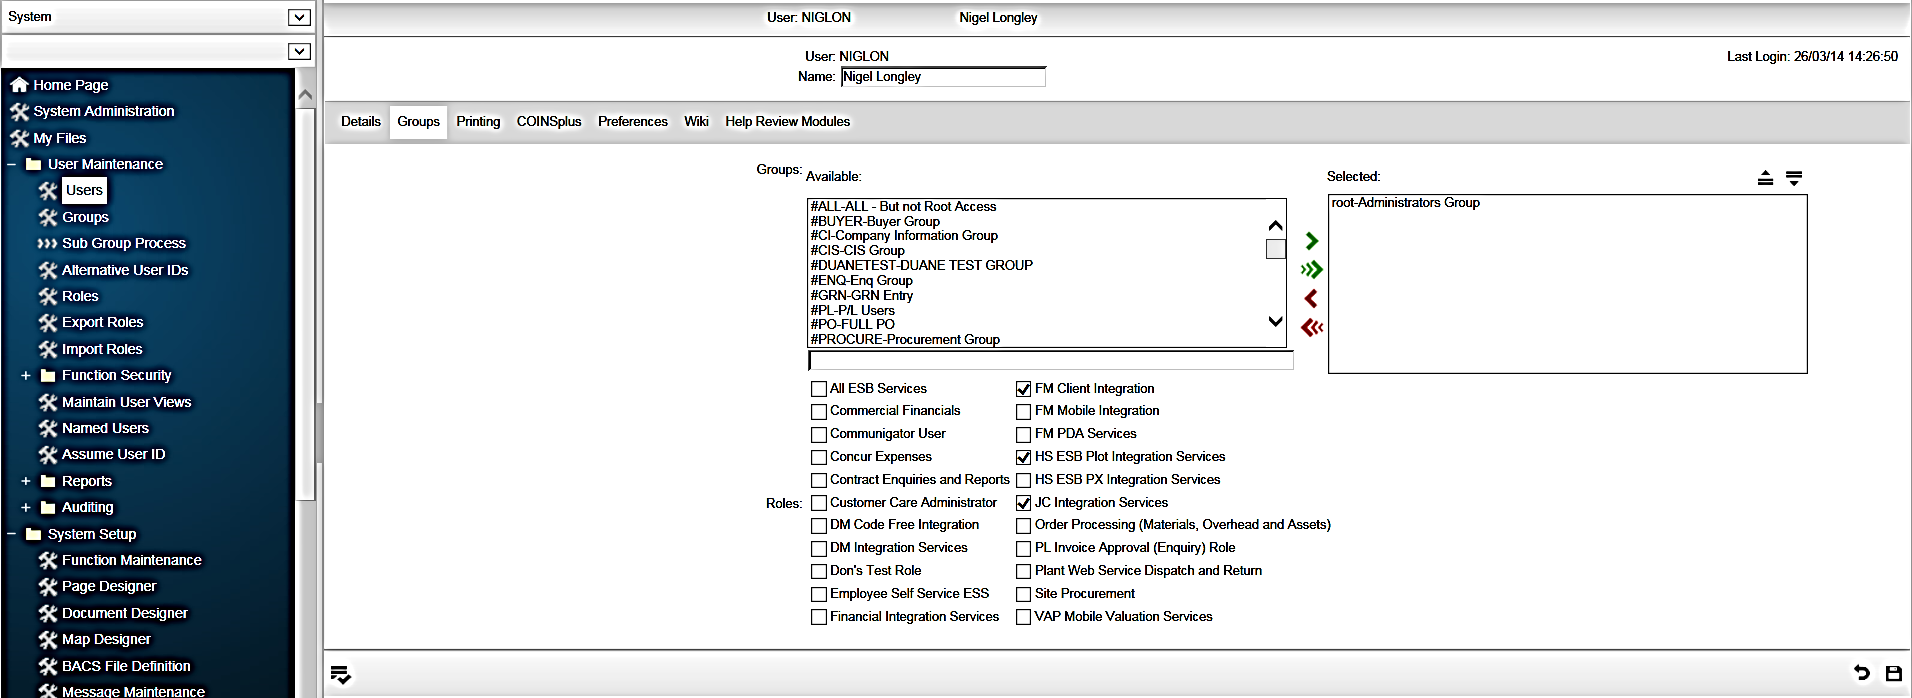 System
User: NIGLON Nigel Longley
User: NIGLON
Last Login: 26/03/14 14:26:50
Name: Nigel Longley
Home Page
System Administration
My Files
User Maintenance
Users
Groups
Sub Group Process
Alternative User IDs
Roles
Export Roles
Import Roles
Function Security
Maintain User Views
Named Users
Assume User ID
Reports
Auditing
System Setup
Function Maintenance
Page Designer
Document Designer
Map Designer
BACS File Definition
Message Maintenance
Details Groups Printing COINSplus Preferences Wiki Help Review Modules
Groups:
Available:
#ALL-ALL - But not Root Access
#BUYER-Buyer Group
#CI-Company Information Group
#CIS-CIS Group
#DUANETEST-DUANE TEST GROUP
#ENQ-Enq Group
#GRN-GRN Entry
#PL-P/L Users
#PO-FULL PO
#PROCURE-Procurement Group
Selected:
root-Administrators Group
Roles:
All ESB Services
Commercial Financials
Communigator User
Concur Expenses
Contract Enquiries and Reports
Customer Care Administrator
DM Code Free Integration
DM Integration Services
Don's Test Role
Employee Self Service ESS
Financial Integration Services
FM Client Integration
FM Mobile Integration
FM PDA Services
HS ESB Plot Integration Services
HS ESB PX Integration Services
JC Integration Services
Order Processing (Materials, Overhead and Assets)
PL Invoice Approval (Enquiry) Role
Plant Web Service Dispatch and Return
Site Procurement
VAP Mobile Valuation Services